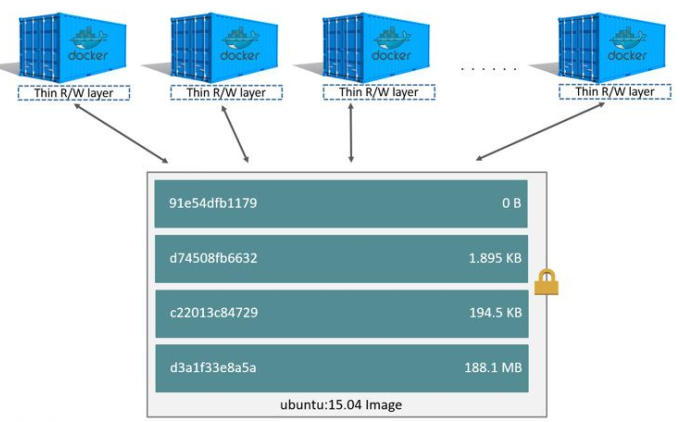 docker
docker
docker
docker
Thin R/W layer
Thin R/W layer
Thin R/W layer
Thin R/W layer
. . . . . .
91e54dfb1179 0 B
d74508fb6632 1.895 KB
c22013c84729 194.5 KB
d3a1f33e8a5a 188.1 MB
ubuntu:15.04 Image